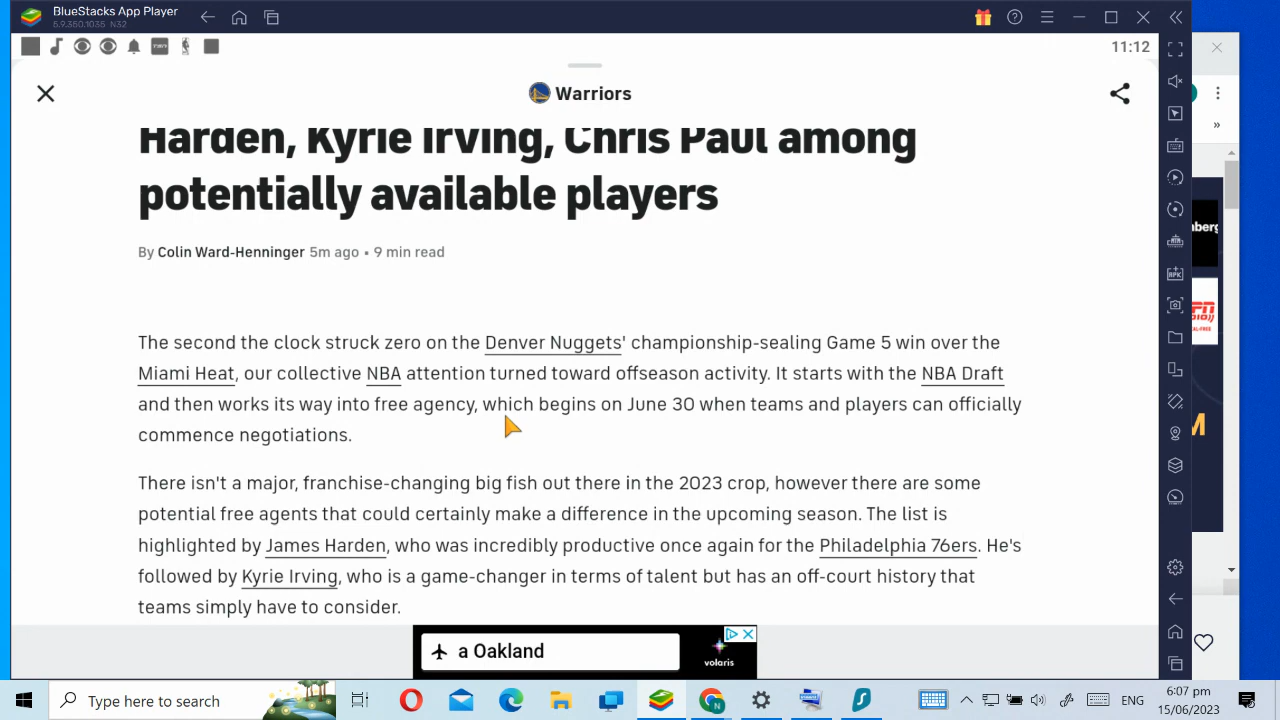 BlueStacks App Player
5.9.350.1035 N32
11:12
Warriors
Harden, Kyrie Irving, Chris Paul among
potentially available players
By Colin Ward-Henninger 5m ago • 9 min read
The second the clock struck zero on the Denver Nuggets' championship-sealing Game 5 win over the
Miami Heat, our collective NBA attention turned toward offseason activity. It starts with the NBA Draft
and then works its way into free agency, which begins on June 30 when teams and players can officially
commence negotiations.
There isn't a major, franchise-changing big fish out there in the 2023 crop, however there are some
potential free agents that could certainly make a difference in the upcoming season. The list is
highlighted by James Harden, who was incredibly productive once again for the Philadelphia 76ers. He's
followed by Kyrie Irving, who is a game-changer in terms of talent but has an off-court history that
teams simply have to consider.
a Oakland
volaris
nberg
M
Type here to search
N
ENG
6:07 pm
15/06/2023